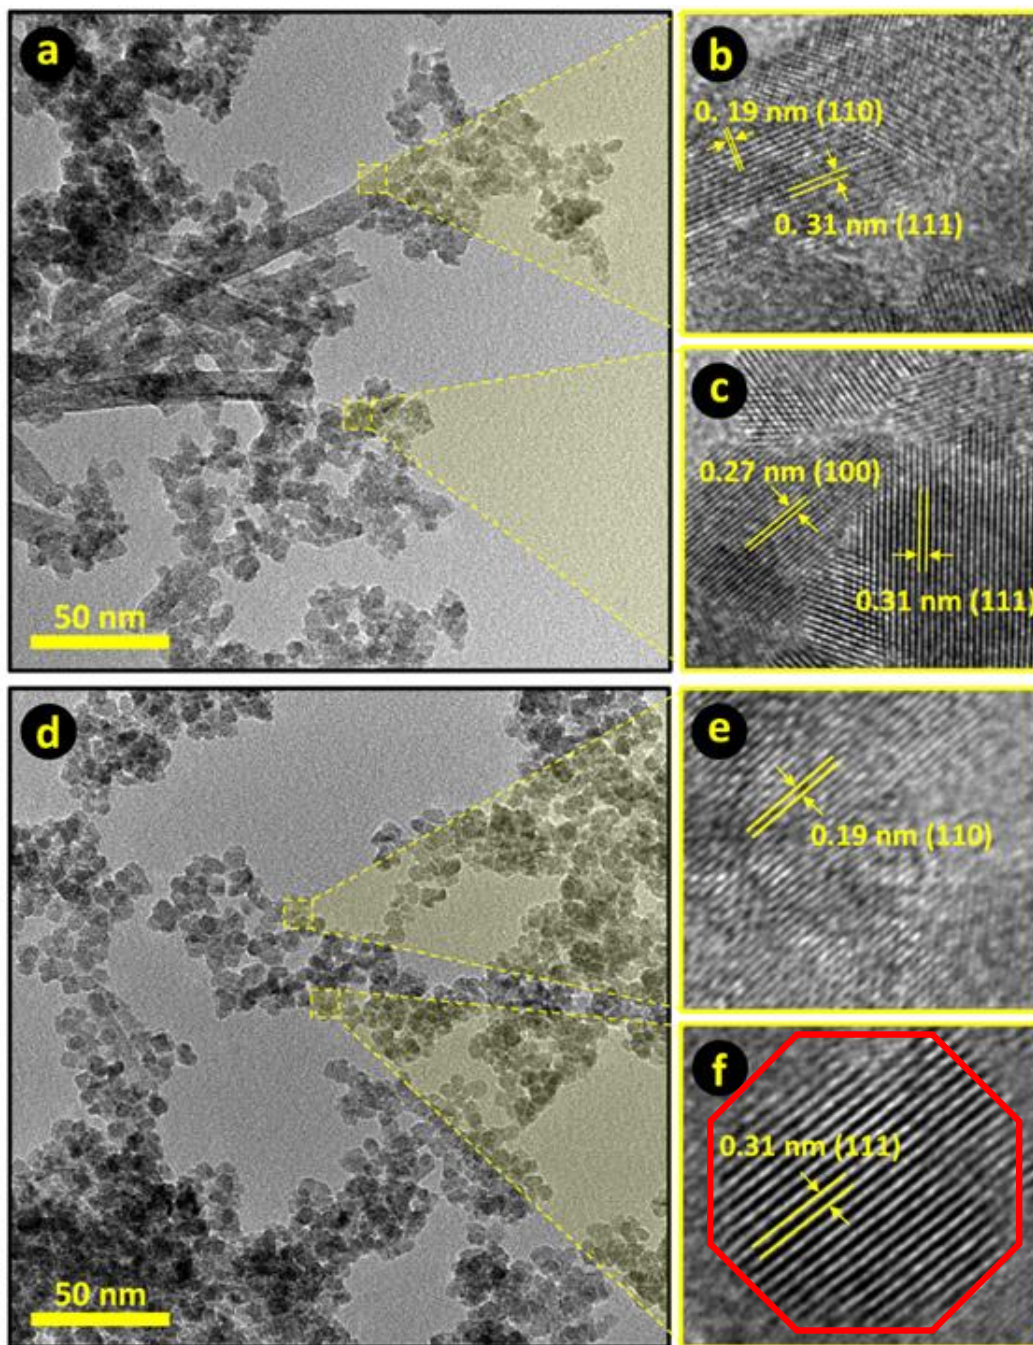 a
50 nm
b
0. 19 nm (110)
0. 31 nm (111)
c
0.27 nm (100)
0.31 nm (111)
d
50 nm
e
0.19 nm (110)
f
0.31 nm (111)